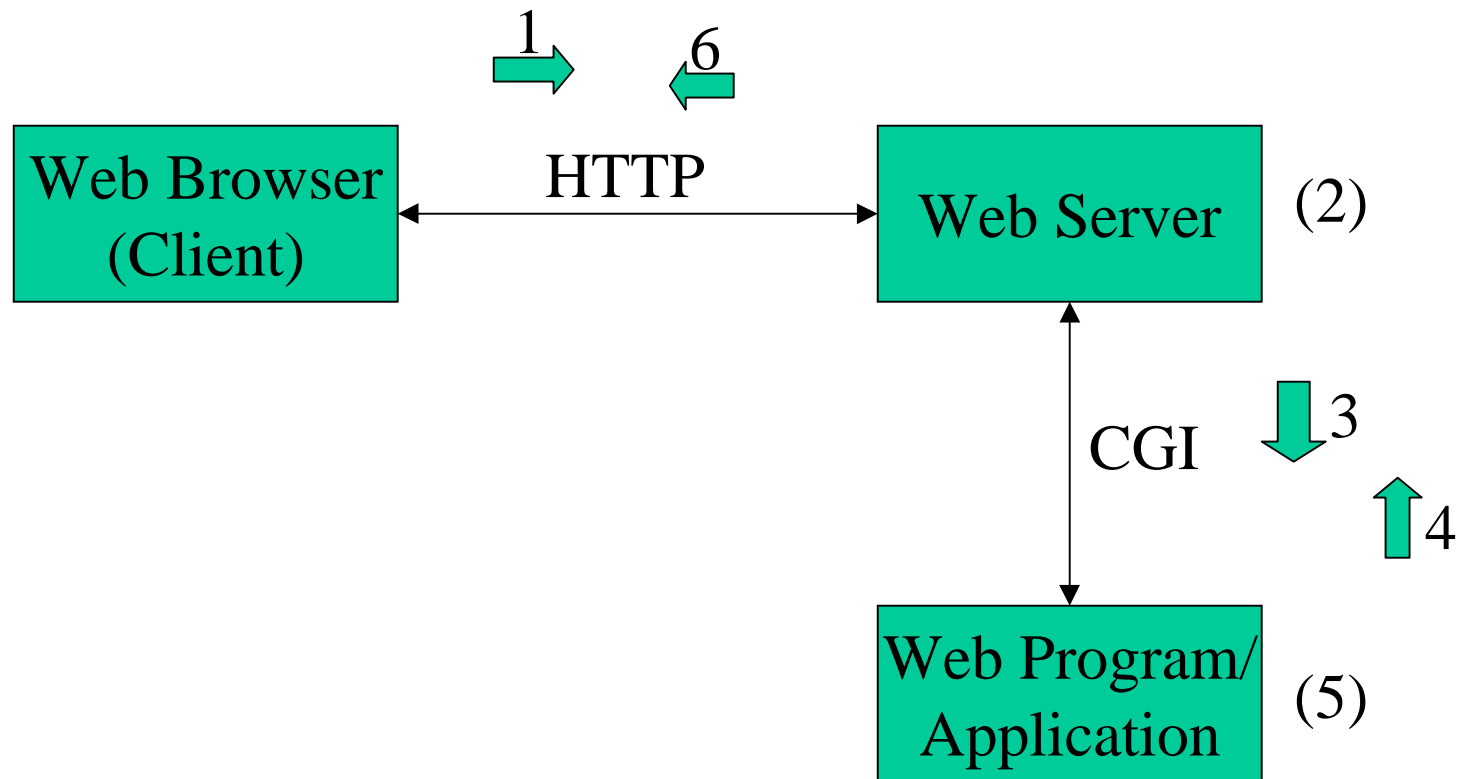 1
6
Web Browser
(Client)
HTTP
Web Server
(2)
CGI
3
4
Web Program/
Application
(5)